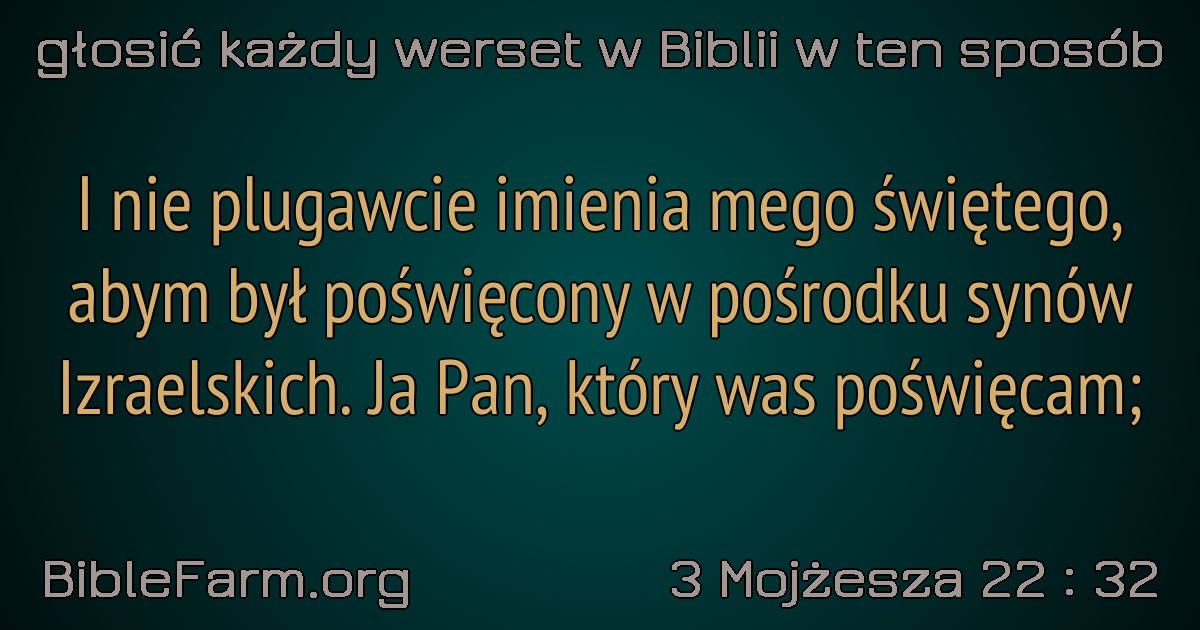 głosić każdy werset w Biblii w ten sposób
I nie plugawcie imienia mego świętego,
abym był poświęcony w pośrodku synów
Izraelskich. Ja Pan, który was poświęcam;
BibleFarm.org
3 Mojżesza 22 : 32